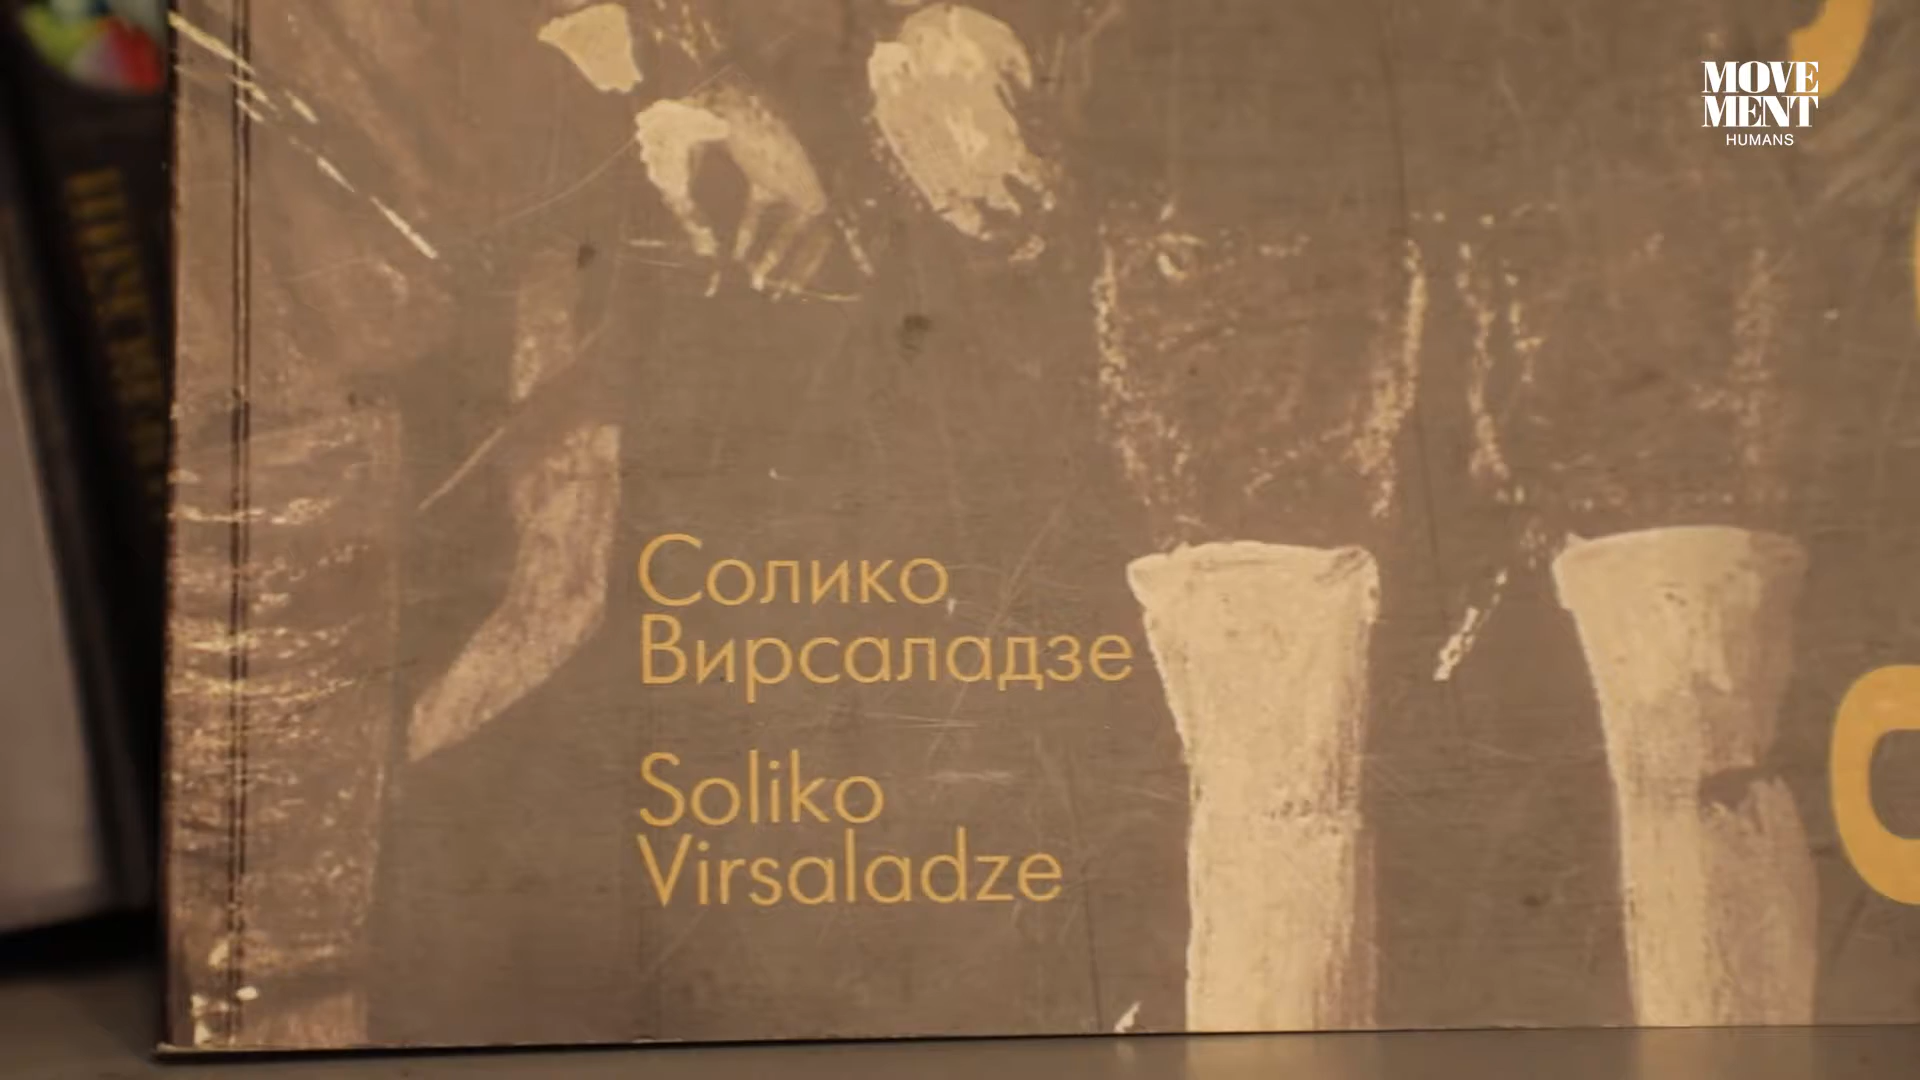 MOVE
MENT
HUMANS
Солико
Вирсаладзе
Soliko
Virsaladze